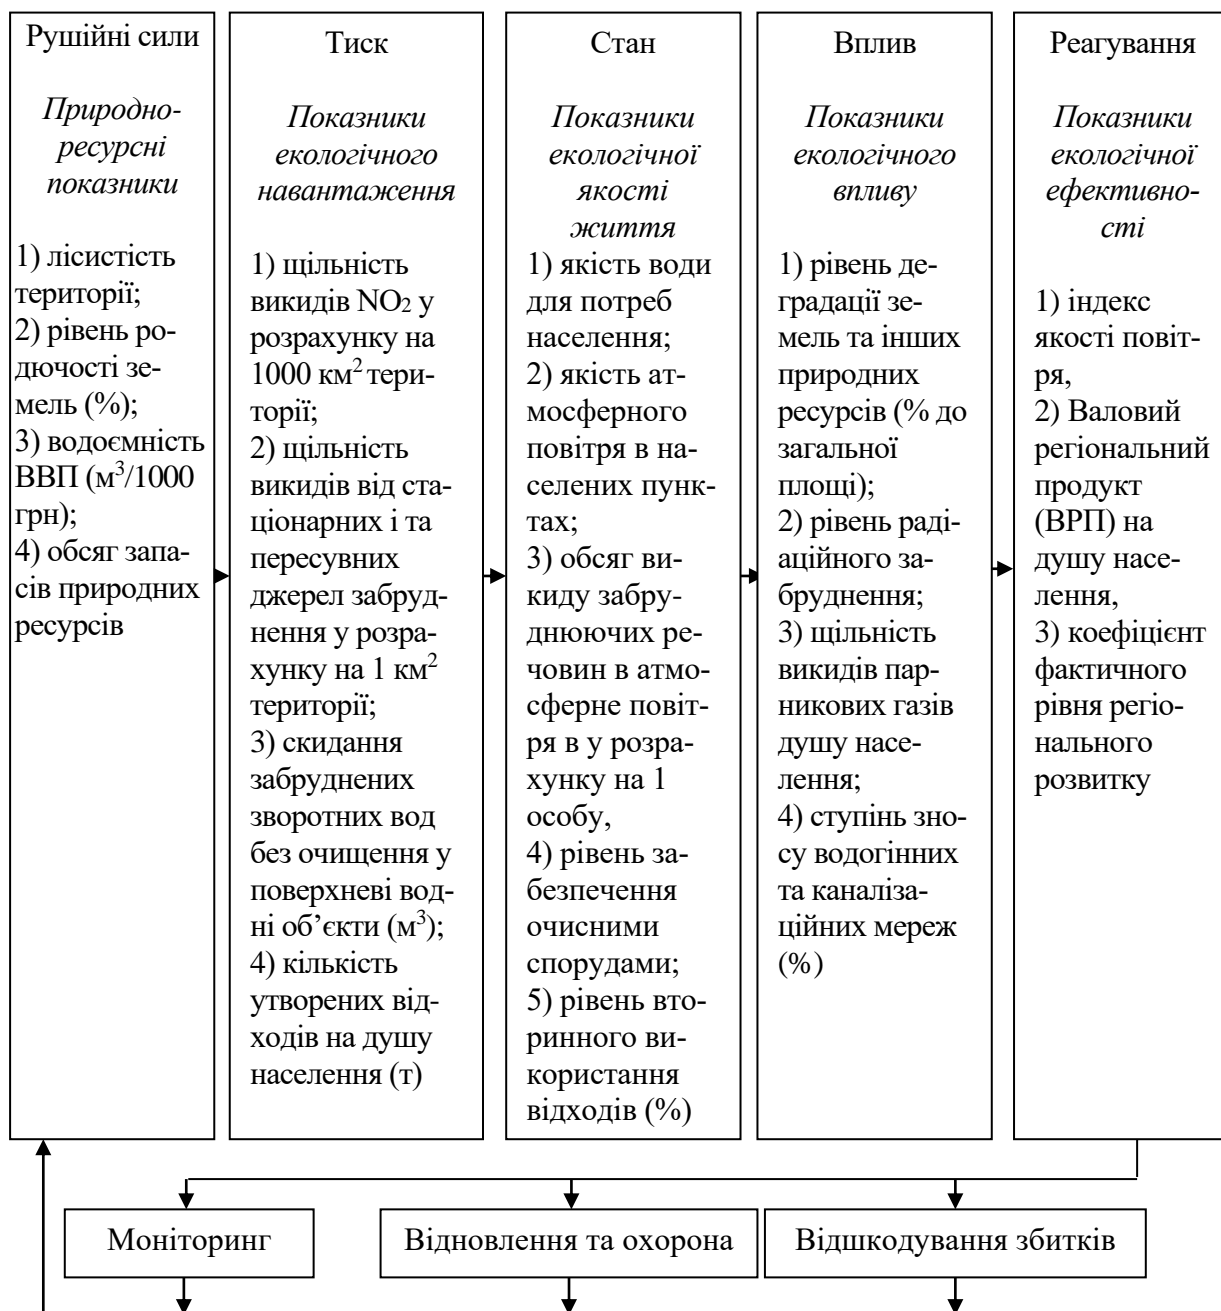 Рушійні сили
Природно-
ресурсні
показники
1) лісистість
території;
2) рівень ро-
дючості зе-
мель (%);
3) водоємність
ВВП (м³/1000
грн);
4) обсяг запа-
сів природних
ресурсів
Тиск
Показники
екологічного
навантаження
1) щільність
викидів NO₂ у
розрахунку на
1000 км² тери-
торії;
2) щільність
викидів від ста-
ціонарних і та
пересувних
джерел забруд-
нення у розра-
хунку на 1 км²
території;
3) скидання
забруднених
зворотних вод
без очищення у
поверхневі вод-
ні об’єкти (м³);
4) кількість
утворених від-
ходів на душу
населення (т)
Стан
Показники
екологічної
якості
життя
1) якість води
для потреб
населення;
2) якість ат-
мосферного
повітря в на-
селених пунк-
тах;
3) обсяг ви-
киду забру-
днюючих ре-
човин в атмо-
сферне повіт-
ря в у розра-
хунку на 1
особу,
4) рівень за-
безпечення
очисними
спорудами;
5) рівень вто-
ринного ви-
користання
відходів (%)
Вплив
Показники
екологічного
впливу
1) рівень де-
градації зе-
мель та інших
природних
ресурсів (% до
загальної
площі);
2) рівень раді-
аційного за-
бруднення;
3) щільність
викидів пар-
никових газів
душу насе-
лення;
4) ступінь зно-
су водогінних
та каналіза-
ційних мереж
(%)
Реагування
Показники
екологічної
ефективно-
сті
1) індекс
якості повіт-
ря,
2) Валовий
регіональний
продукт
(ВРП) на
душу насе-
лення,
3) коефіцієнт
фактичного
рівня регіо-
нального
розвитку
Моніторинг
Відновлення та охорона
Відшкодування збитків